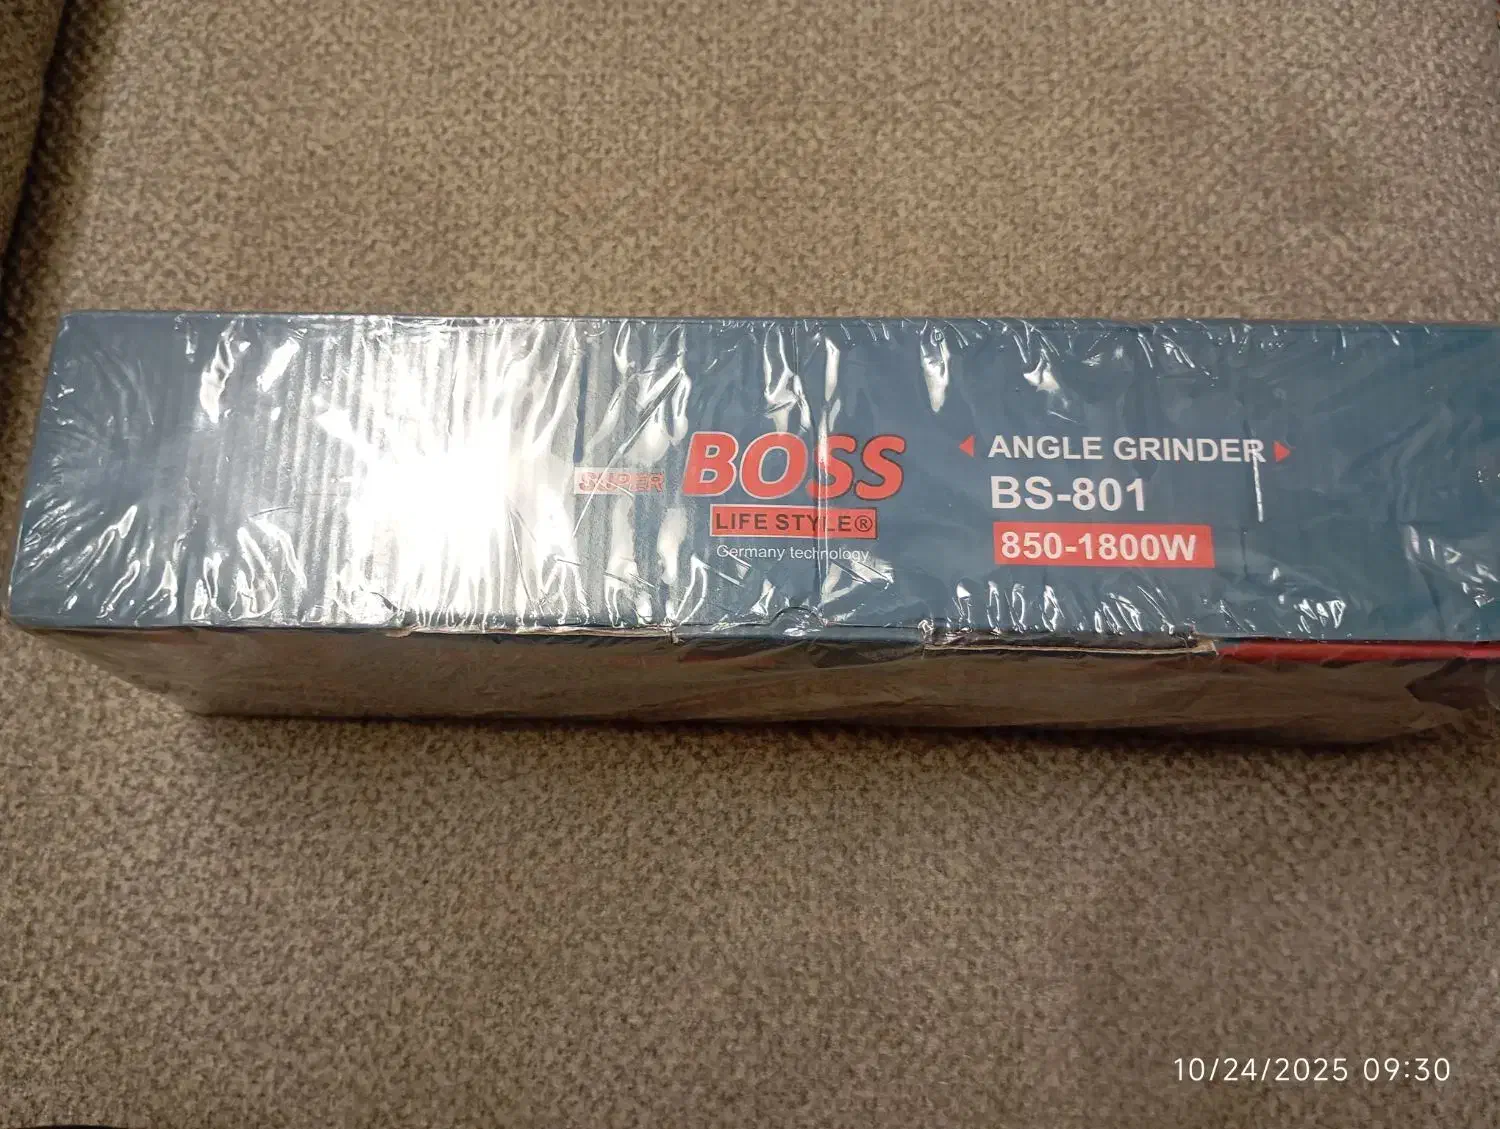 SUPER BOSS
LIFE STYLE®
Germany technology
ANGLE GRINDER
BS-801
850-1800W
10/24/2025 09:30